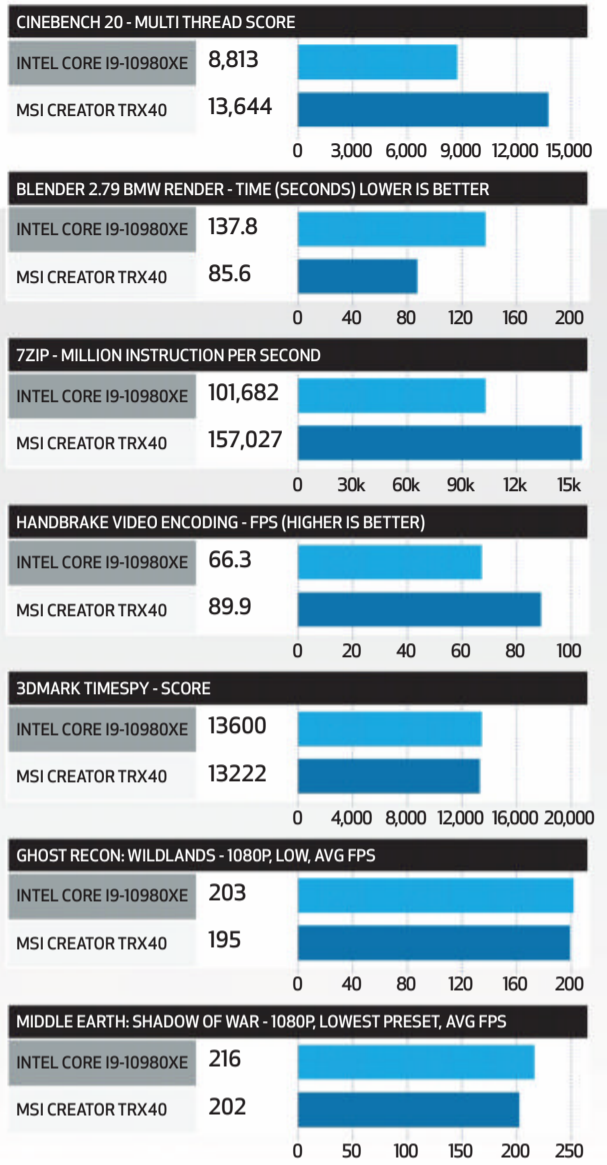 CINEBENCH 20 - MULTI THREAD SCORE
INTEL CORE I9-10980XE 8,813
MSI CREATOR TRX40 13,644
0 3,000 6,000 9,000 12,000 15,000
BLENDER 2.79 BMW RENDER - TIME (SECONDS) LOWER IS BETTER
INTEL CORE I9-10980XE 137.8
MSI CREATOR TRX40 85.6
0 40 80 120 160 200
7ZIP - MILLION INSTRUCTION PER SECOND
INTEL CORE I9-10980XE 101,682
MSI CREATOR TRX40 157,027
0 30k 60k 90k 12k 15k
HANDBRAKE VIDEO ENCODING - FPS (HIGHER IS BETTER)
INTEL CORE I9-10980XE 66.3
MSI CREATOR TRX40 89.9
0 20 40 60 80 100
3DMARK TIMESPY - SCORE
INTEL CORE I9-10980XE 13600
MSI CREATOR TRX40 13222
0 4,000 8,000 12,000 16,000 20,000
GHOST RECON: WILDLANDS - 1080P, LOW, AVG FPS
INTEL CORE I9-10980XE 203
MSI CREATOR TRX40 195
0 40 80 120 160 200
MIDDLE EARTH: SHADOW OF WAR - 1080P, LOWEST PRESET, AVG FPS
INTEL CORE I9-10980XE 216
MSI CREATOR TRX40 202
0 50 100 150 200 250